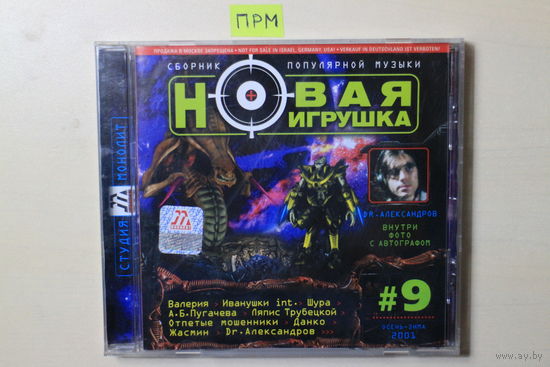 ПРМ
ПРОДАЖА В МОСКВЕ ЗАПРЕЩЕНА • NOT FOR SALE IN ISRAEL, GERMANY, USA! • VERKAUF IN DEUTSCHLAND IST VERBOTEN!
СБОРНИК ПОПУЛЯРНОЙ МУЗЫКИ
НОВАЯ
ИГРУШКА
СТУДИЯ МОНОЛИТ
DR.АЛЕКСАНДРОВ
ВНУТРИ
ФОТО
С АВТОГРАФОМ
#9
ОСЕНЬ-ЗИМА
2001
Валерия > Иванушки int. > Шура >
А.Б.Пугачева > Ляпис Трубецкой >
Отпетые мошенники > Данко >
Жасмин > Dr.Александров >>>
www.ay.by